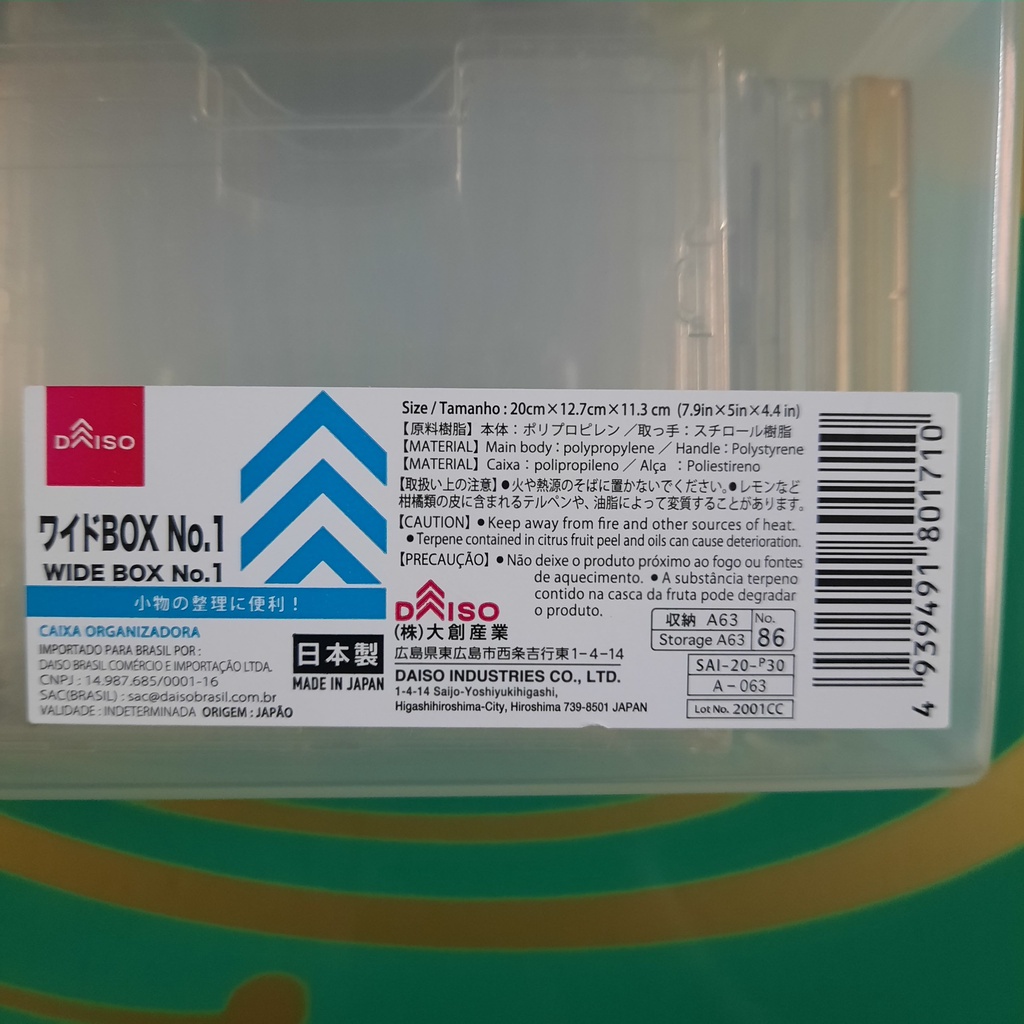 DAISO
ワイドBOX No.1
WIDE BOX No.1
小物の整理に便利！
CAIXA ORGANIZADORA
IMPORTADO PARA BRASIL POR :
DAISO BRASIL COMÉRCIO E IMPORTAÇÃO LTDA.
CNPJ : 14.987.685/0001-16
SAC(BRASIL) : sac@daisobrasil.com.br
VALIDADE : INDETERMINADA ORIGEM : JAPÃO
日本製
MADE IN JAPAN
Size / Tamanho : 20cm×12.7cm×11.3 cm (7.9in×5in×4.4 in)
【原料樹脂】本体：ポリプロピレン ／取っ手：スチロール樹脂
【MATERIAL】Main body : polypropylene ／ Handle : Polystyrene
【MATERIAL】Caixa : polipropileno ／ Alça : Poliestireno
【取扱い上の注意】●火や熱源のそばに置かないでください。●レモンなど
柑橘類の皮に含まれるテルペンや、油脂によって変質することがあります。
【CAUTION】 ● Keep away from fire and other sources of heat.
● Terpene contained in citrus fruit peel and oils can cause deterioration.
【PRECAUÇÃO】 ● Não deixe o produto próximo ao fogo ou fontes
de aquecimento. ● A substância terpeno
contido na casca da fruta pode degradar
o produto.
DAISO
(株)大創産業
広島県東広島市西条吉行東1−4−14
DAISO INDUSTRIES CO., LTD.
1-4-14 Saijo-Yoshiyukihigashi,
Higashihiroshima-City, Hiroshima 739-8501 JAPAN
収納 A63
Storage A63
No.
86
SAI-20-P30
A - 063
Lot No. 2001CC
4 939491 801710